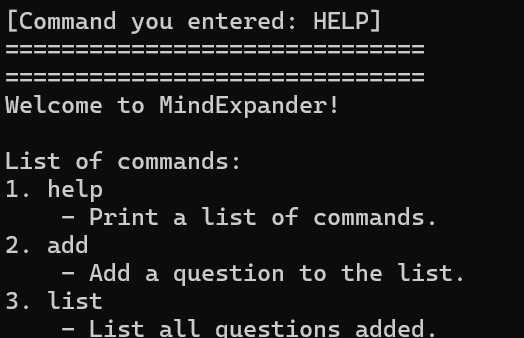 [Command you entered: HELP]
==============================
==============================
Welcome to MindExpander!
List of commands:
1. help
– Print a list of commands.
2. add
– Add a question to the list.
3. list
– List all questions added.